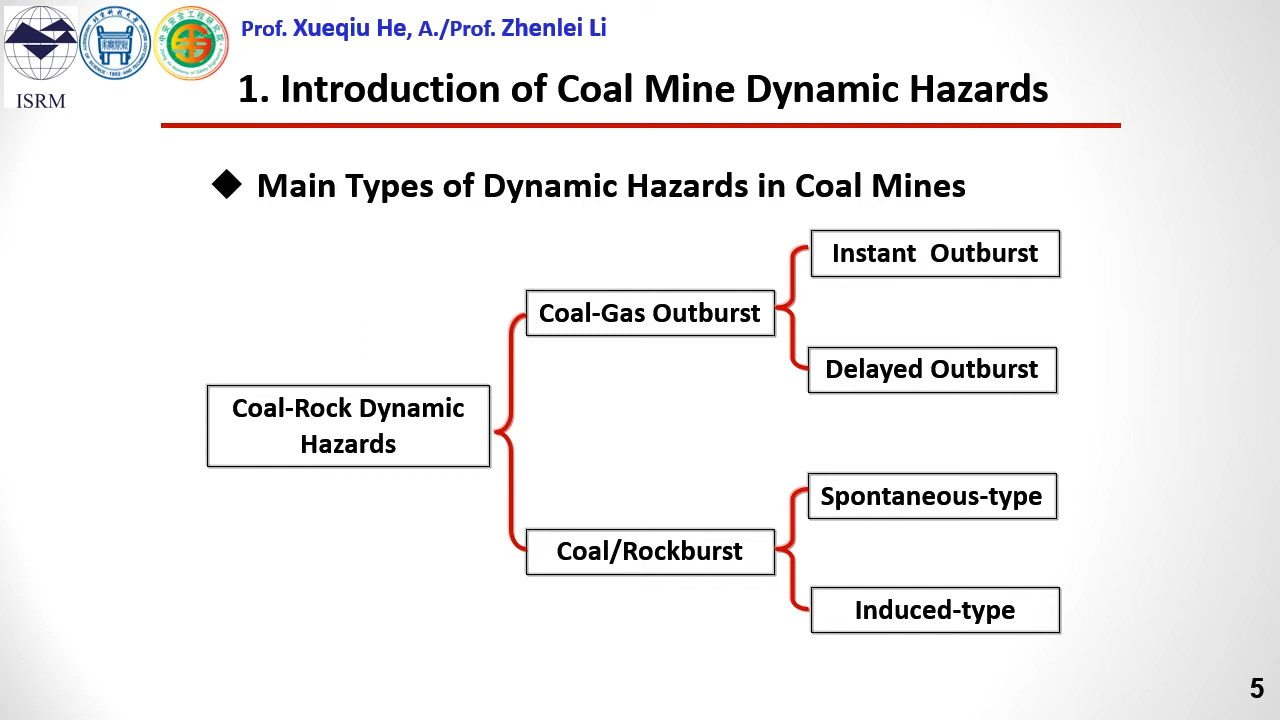 Prof. Xueqiu He, A./Prof. Zhenlei Li
ISRM
1. Introduction of Coal Mine Dynamic Hazards
Main Types of Dynamic Hazards in Coal Mines
Instant Outburst
Coal-Gas Outburst
Delayed Outburst
Coal-Rock Dynamic
Hazards
Spontaneous-type
Coal/Rockburst
Induced-type
5